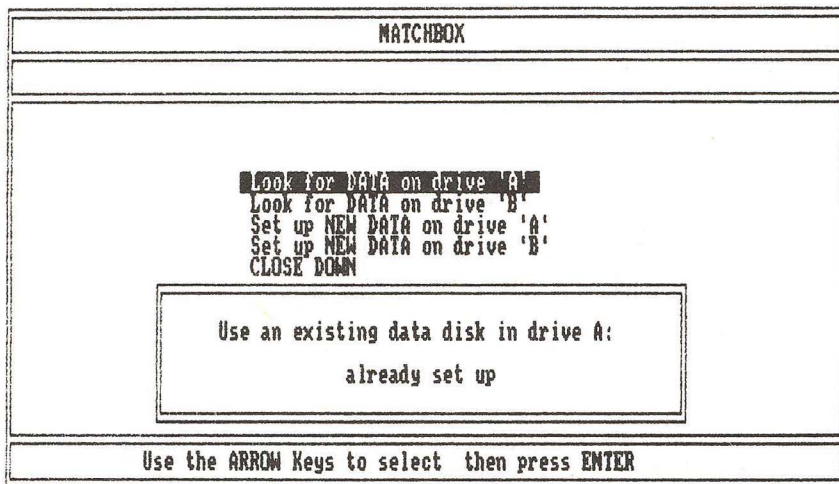 MATCHBOX
Look for DATA on drive 'A'
Look for DATA on drive 'B'
Set up NEW DATA on drive 'A'
Set up NEW DATA on drive 'B'
CLOSE DOWN
Use an existing data disk in drive A:
already set up
Use the ARROW Keys to select then press ENTER